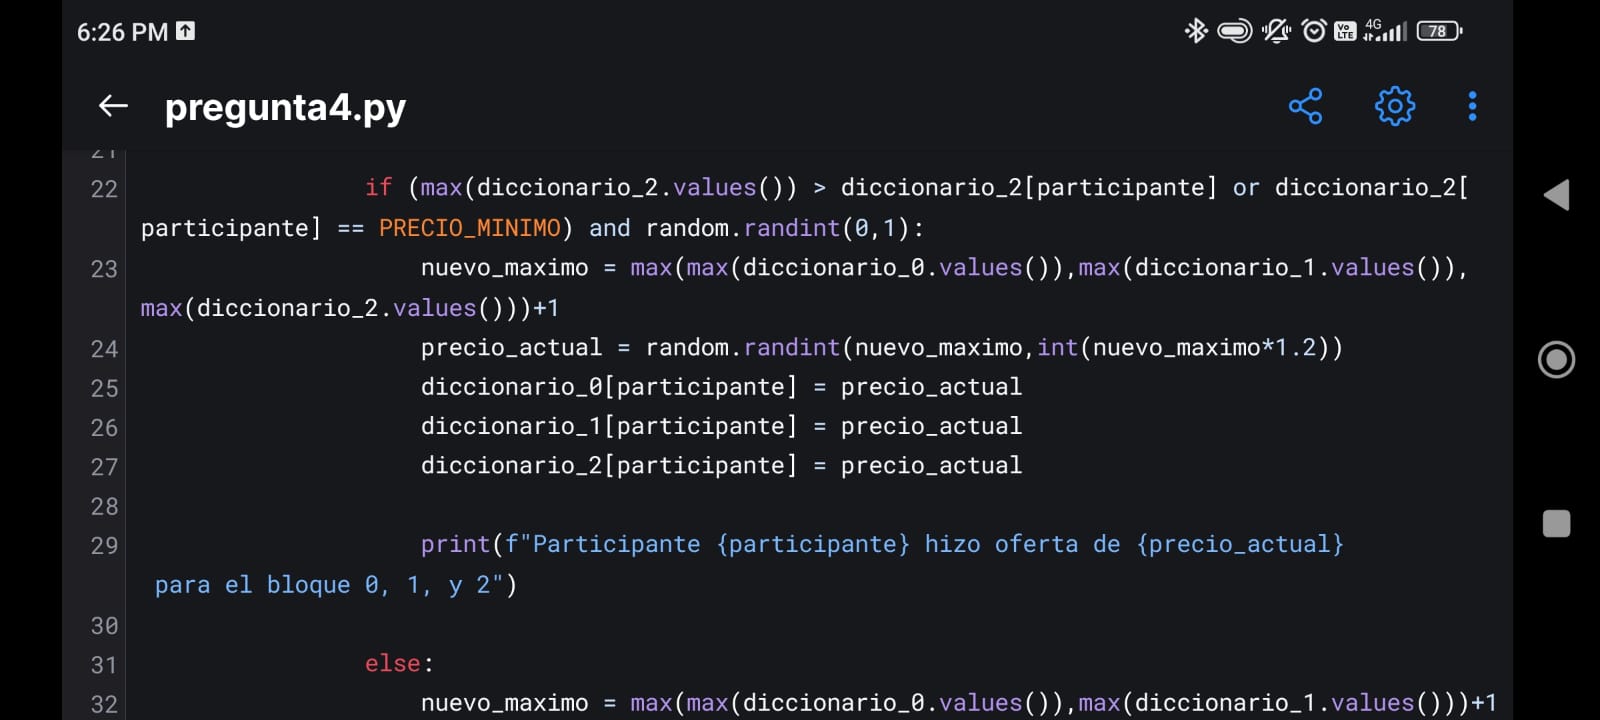 6:26 PM
Vo LTE 4G 78
pregunta4.py
21
22 if (max(diccionario_2.values()) > diccionario_2[participante] or diccionario_2[
participante] == PRECIO_MINIMO) and random.randint(0,1):
23 nuevo_maximo = max(max(diccionario_0.values()),max(diccionario_1.values()),
max(diccionario_2.values()))+1
24 precio_actual = random.randint(nuevo_maximo,int(nuevo_maximo*1.2))
25 diccionario_0[participante] = precio_actual
26 diccionario_1[participante] = precio_actual
27 diccionario_2[participante] = precio_actual
28
29 print(f"Participante {participante} hizo oferta de {precio_actual}
para el bloque 0, 1, y 2")
30
31 else:
32 nuevo_maximo = max(max(diccionario_0.values()),max(diccionario_1.values()))+1